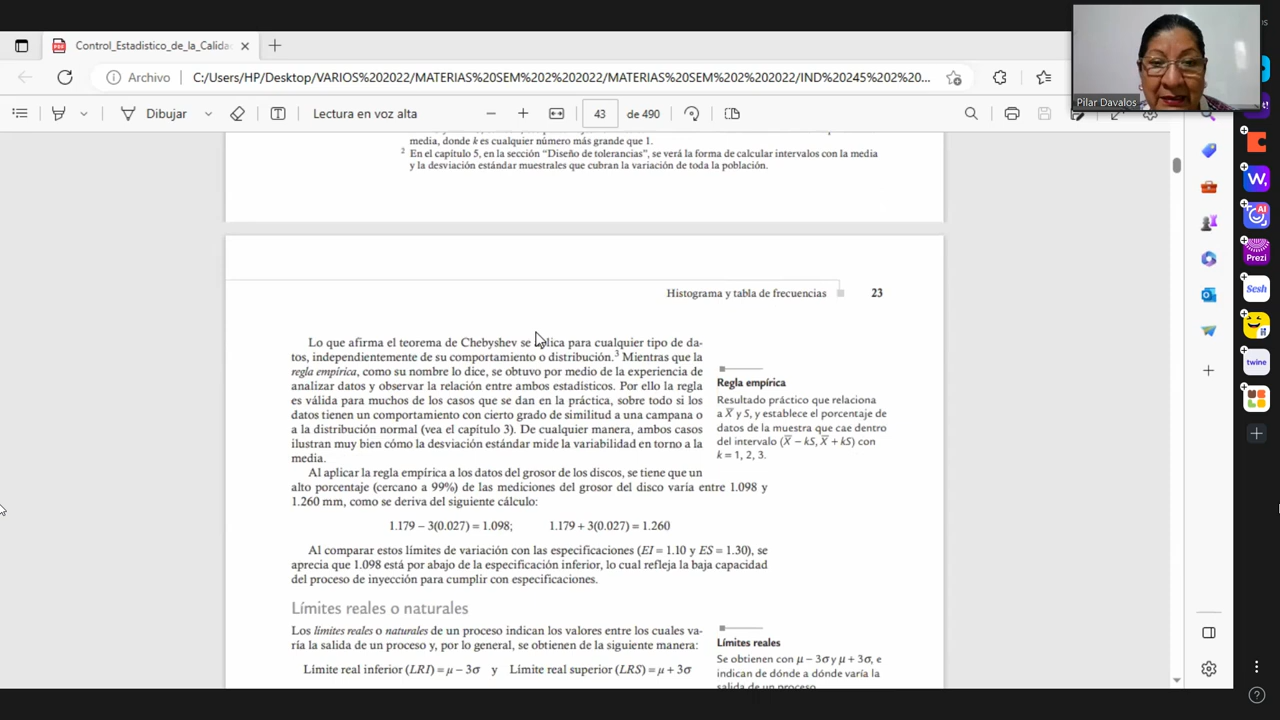 Control_Estadistico_de_la_Calida
Archivo
C:/Users/HP/Desktop/VARIOS%202022/MATERIAS%20SEM%202%202022/MATERIAS%20SEM%202%202022/IND%20245%202%20...
Pilar Davalos
Dibujar
Lectura en voz alta
43 de 490
media, donde k es cualquier número más grande que 1.
2 En el capítulo 5, en la sección “Diseño de tolerancias”, se verá la forma de calcular intervalos con la media
y la desviación estándar muestrales que cubran la variación de toda la población.
Histograma y tabla de frecuencias 23
Lo que afirma el teorema de Chebyshev se aplica para cualquier tipo de da-
tos, independientemente de su comportamiento o distribución.3 Mientras que la
regla empírica, como su nombre lo dice, se obtuvo por medio de la experiencia de
analizar datos y observar la relación entre ambos estadísticos. Por ello la regla
es válida para muchos de los casos que se dan en la práctica, sobre todo si los
datos tienen un comportamiento con cierto grado de similitud a una campana o
a la distribución normal (vea el capítulo 3). De cualquier manera, ambos casos
ilustran muy bien cómo la desviación estándar mide la variabilidad en torno a la
media.
Al aplicar la regla empírica a los datos del grosor de los discos, se tiene que un
alto porcentaje (cercano a 99%) de las mediciones del grosor del disco varía entre 1.098 y
1.260 mm, como se deriva del siguiente cálculo:
1.179 – 3(0.027) = 1.098; 1.179 + 3(0.027) = 1.260
Al comparar estos límites de variación con las especificaciones (EI = 1.10 y ES = 1.30), se
aprecia que 1.098 está por abajo de la especificación inferior, lo cual refleja la baja capacidad
del proceso de inyección para cumplir con especificaciones.
Límites reales o naturales
Los límites reales o naturales de un proceso indican los valores entre los cuales va-
ría la salida de un proceso y, por lo general, se obtienen de la siguiente manera:
Límite real inferior (LRI) = μ – 3σ y Límite real superior (LRS) = μ + 3σ
Regla empírica
Resultado práctico que relaciona
a X̄ y S, y establece el porcentaje de
datos de la muestra que cae dentro
del intervalo (X̄ – kS, X̄ + kS) con
k = 1, 2, 3.
Límites reales
Se obtienen con μ – 3σ y μ + 3σ, e
indican de dónde a dónde varía la
salida de un proceso.
W,
AI
Prezi
Sesh
twine